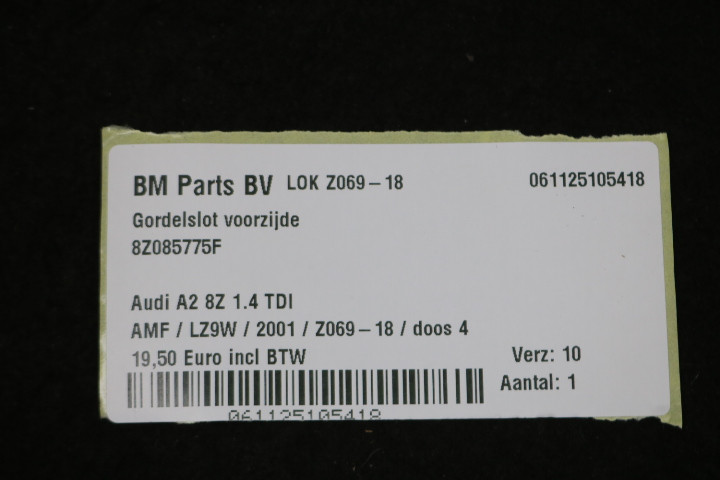 BM Parts BV LOK Z069-18 061125105418
Gordelslot voorzijde
8Z085775F
Audi A2 8Z 1.4 TDI
AMF / LZ9W / 2001 / Z069-18 / doos 4
19,50 Euro incl BTW Verz: 10
Aantal: 1
061125105418